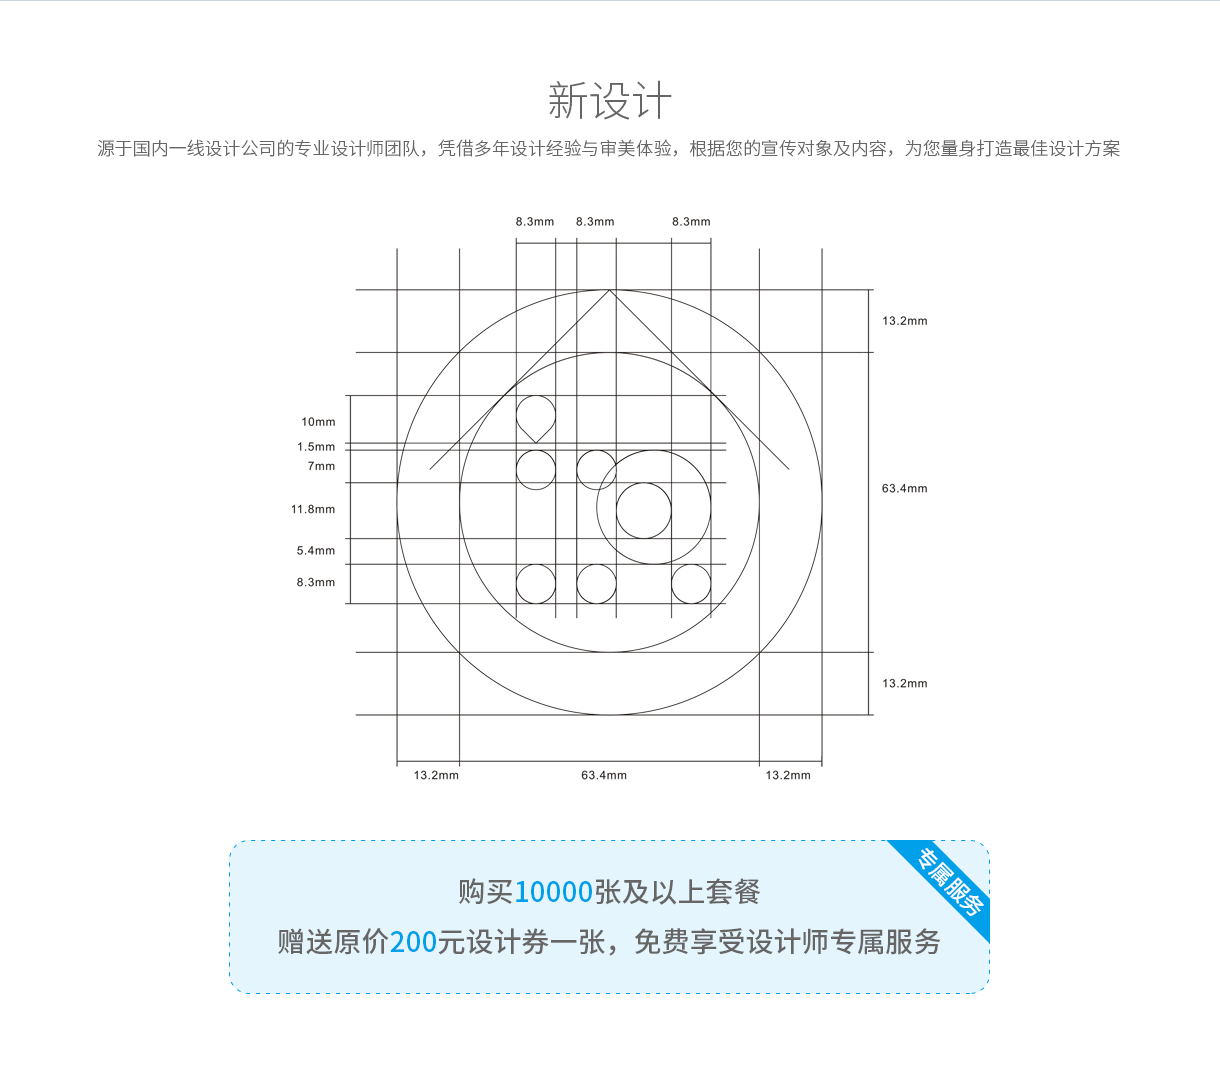 新设计
源于国内一线设计公司的专业设计师团队，凭借多年设计经验与审美体验，根据您的宣传对象及内容，为您量身打造最佳设计方案
8.3mm 8.3mm 8.3mm
13.2mm
10mm
1.5mm
7mm
63.4mm
11.8mm
5.4mm
8.3mm
13.2mm
13.2mm 63.4mm 13.2mm
专属服务
购买10000张及以上套餐
赠送原价200元设计券一张，免费享受设计师专属服务